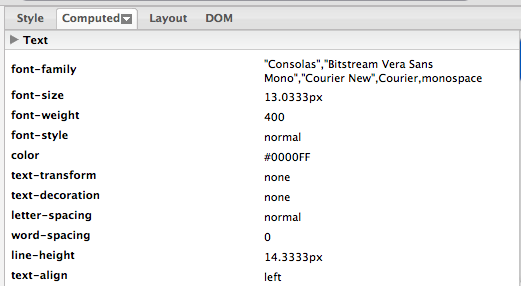 Style Computed Layout DOM
Text
font-family "Consolas","Bitstream Vera Sans
Mono","Courier New",Courier,monospace
font-size 13.0333px
font-weight 400
font-style normal
color #0000FF
text-transform none
text-decoration none
letter-spacing normal
word-spacing 0
line-height 14.3333px
text-align left